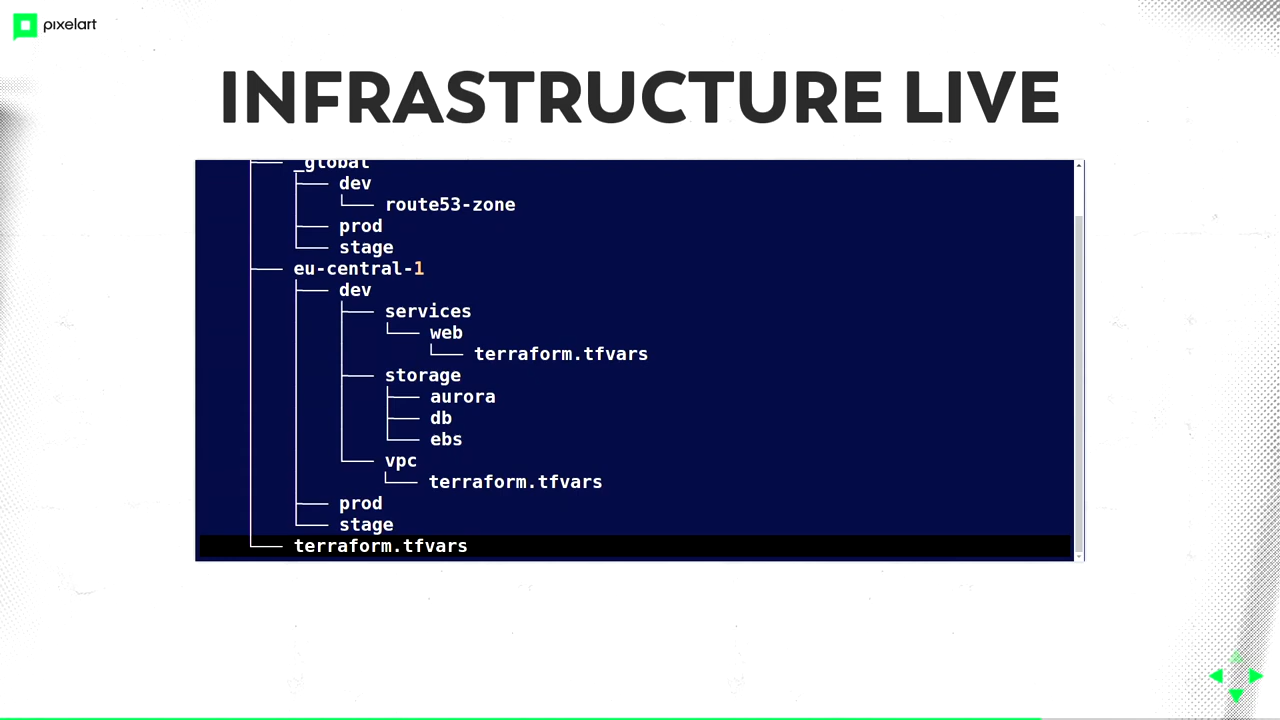 pixelart
INFRASTRUCTURE LIVE
├── _global
├── dev
└── route53-zone
├── prod
└── stage
├── eu-central-1
├── dev
├── services
└── web
└── terraform.tfvars
├── storage
├── aurora
├── db
└── ebs
└── vpc
└── terraform.tfvars
├── prod
└── stage
└── terraform.tfvars